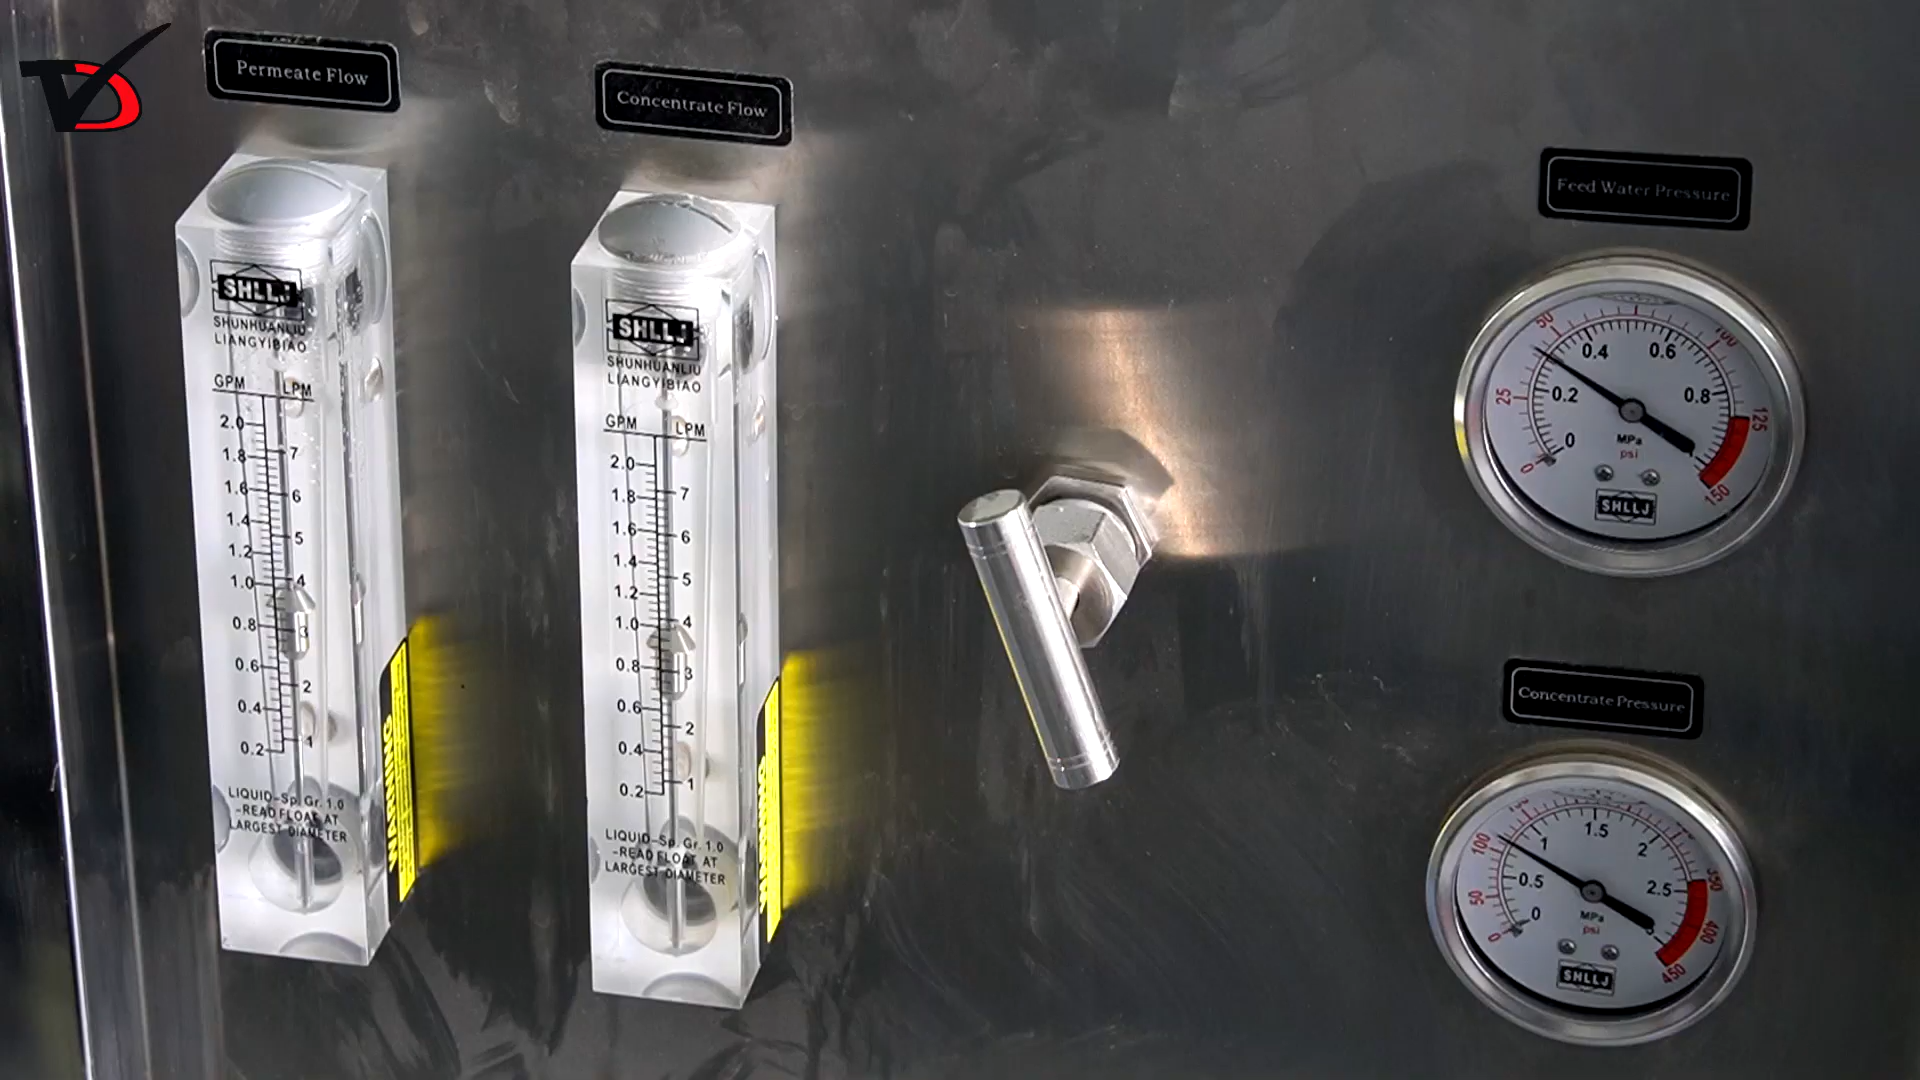 Permeate Flow
SHLLJ
SHUNHUANLIU
LIANGYIBIAO
GPM LPM
2.0
1.8 7
1.6 6
1.4
1.2 5
1.0 4
0.8 3
0.6
0.4 2
0.2 1
LIQUID-Sp. Gr. 1.0
-READ FLOAT AT
LARGEST DIAMETER
WARNING
Concentrate Flow
SHLLJ
SHUNHUANLIU
LIANGYIBIAO
GPM LPM
2.0
1.8 7
1.6 6
1.4
1.2 5
1.0 4
0.8 3
0.6
0.4 2
0.2 1
LIQUID-Sp. Gr. 1.0
-READ FLOAT AT
LARGEST DIAMETER
WARNING
Feed Water Pressure
0 25 50 100 125 150
0 0.2 0.4 0.6 0.8
MPa
psi
SHLLJ
Concentrate Pressure
0 50 100 150 350 400 450
0 0.5 1 1.5 2 2.5
MPa
psi
SHLLJ